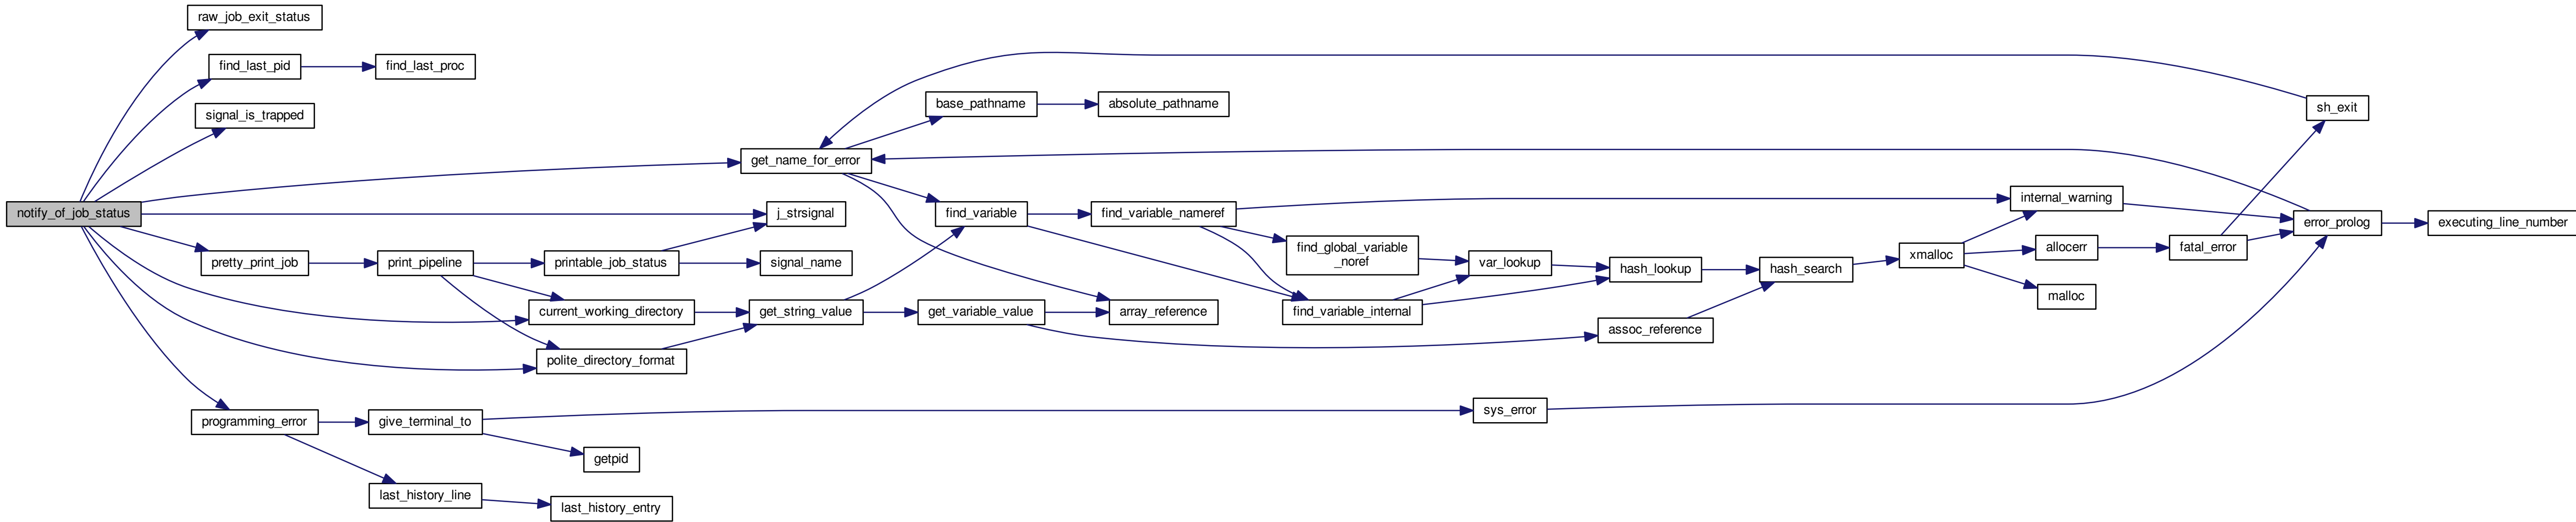 raw_job_exit_status
find_last_pid
find_last_proc
signal_is_trapped
base_pathname
absolute_pathname
sh_exit
get_name_for_error
notify_of_job_status
j_strsignal
find_variable
find_variable_nameref
internal_warning
error_prolog
executing_line_number
pretty_print_job
print_pipeline
printable_job_status
signal_name
find_global_variable
_noref
var_lookup
hash_lookup
hash_search
xmalloc
allocerr
fatal_error
malloc
current_working_directory
get_string_value
get_variable_value
array_reference
find_variable_internal
assoc_reference
polite_directory_format
programming_error
give_terminal_to
sys_error
getpid
last_history_line
last_history_entry